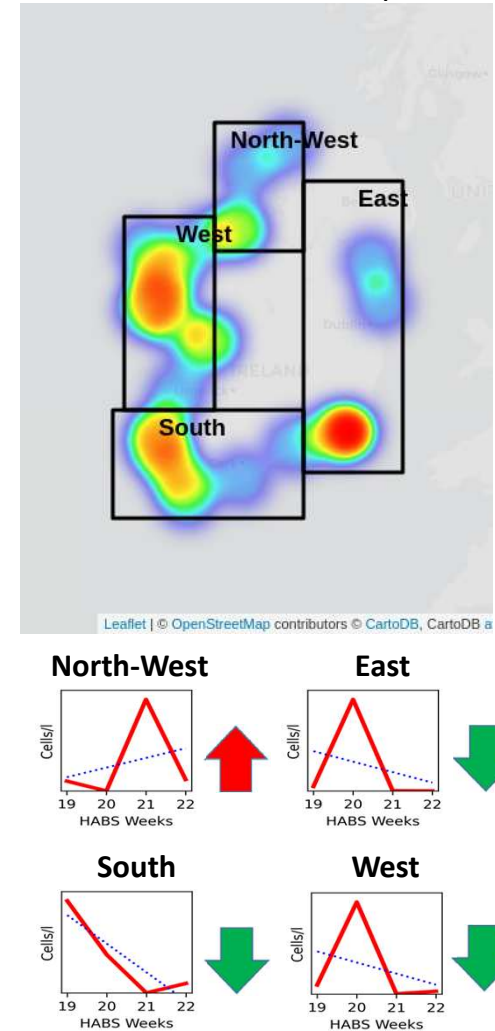 North-West
East
West
IRELAND
South
Leaflet | © OpenStreetMap contributors © CartoDB, CartoDB a
North-West East
Cells/l Cells/l
19 20 21 22 19 20 21 22
HABS Weeks HABS Weeks
South West
Cells/l Cells/l
19 20 21 22 19 20 21 22
HABS Weeks HABS Weeks